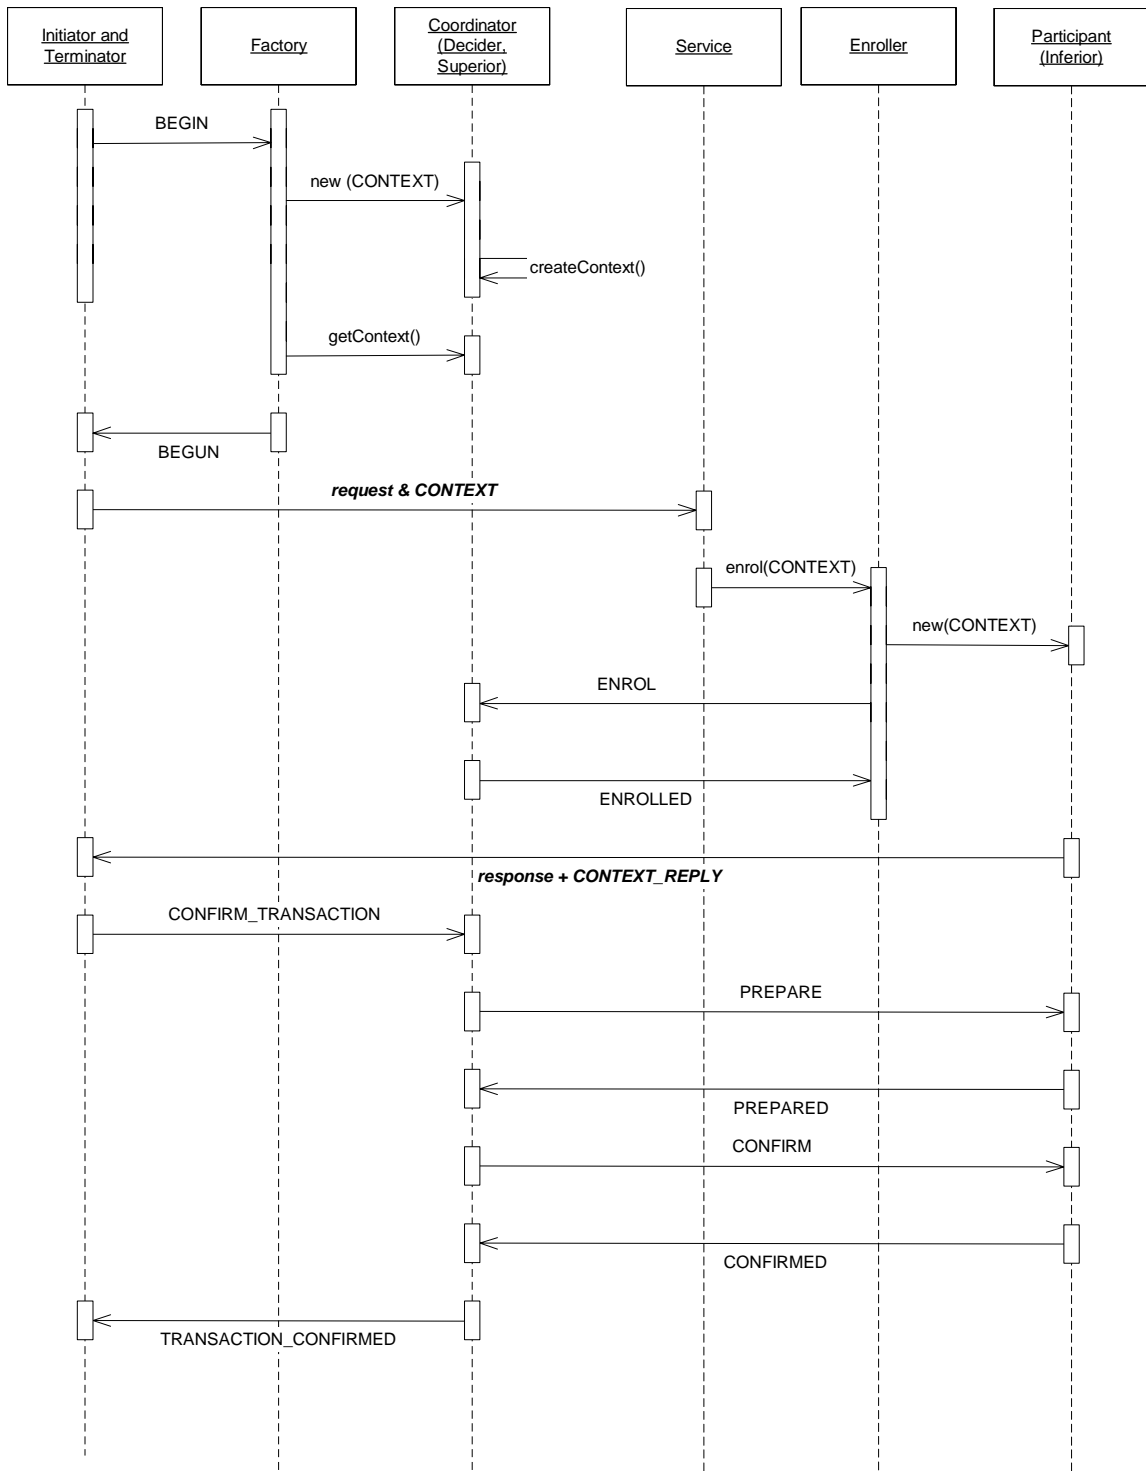 Initiator and
Terminator
Factory
Coordinator
(Decider,
Superior)
Service
Enroller
Participant
(Inferior)
BEGIN
new (CONTEXT)
createContext()
getContext()
BEGUN
request & CONTEXT
enrol(CONTEXT)
new(CONTEXT)
ENROL
ENROLLED
response + CONTEXT_REPLY
CONFIRM_TRANSACTION
PREPARE
PREPARED
CONFIRM
CONFIRMED
TRANSACTION_CONFIRMED